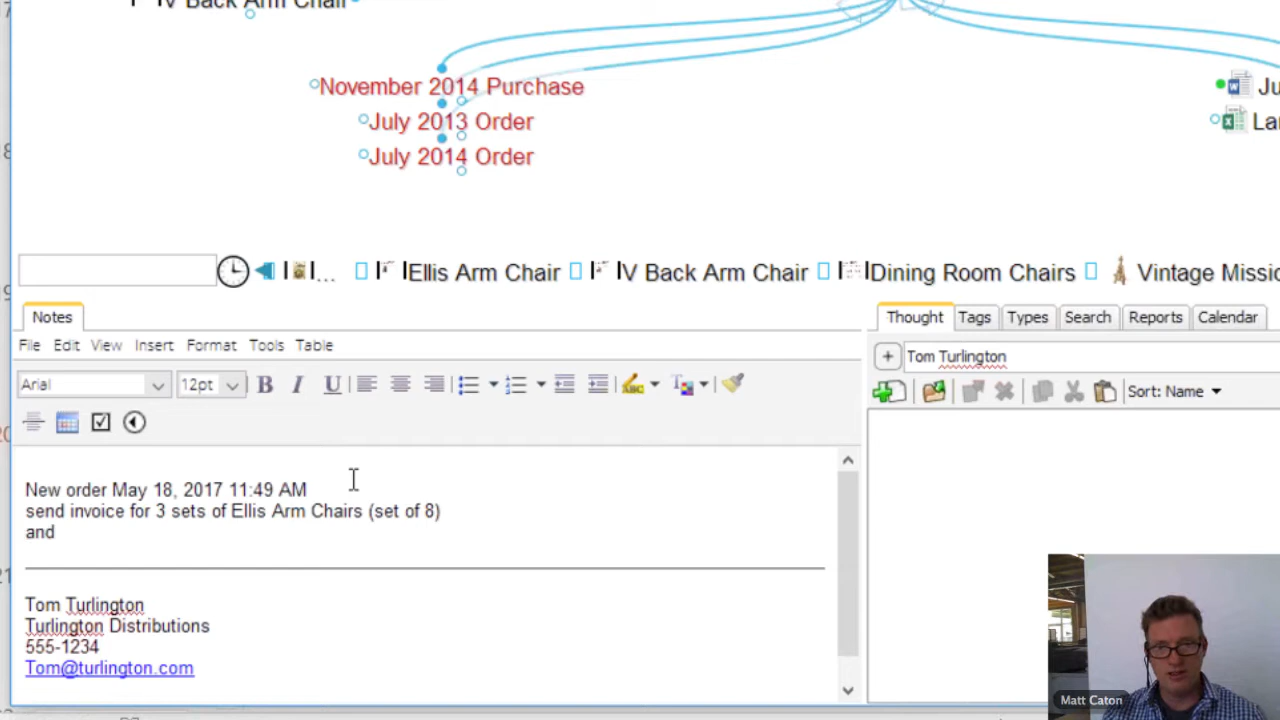 V Back Arm Chair
November 2014 Purchase
July 2013 Order
July 2014 Order
... Ellis Arm Chair V Back Arm Chair Dining Room Chairs Vintage Missio
Notes
File Edit View Insert Format Tools Table
Arial 12pt B I U
New order May 18, 2017 11:49 AM
send invoice for 3 sets of Ellis Arm Chairs (set of 8)
and
Tom Turlington
Turlington Distributions
555-1234
Tom@turlington.com
Thought Tags Types Search Reports Calendar
Tom Turlington
Sort: Name
Matt Caton